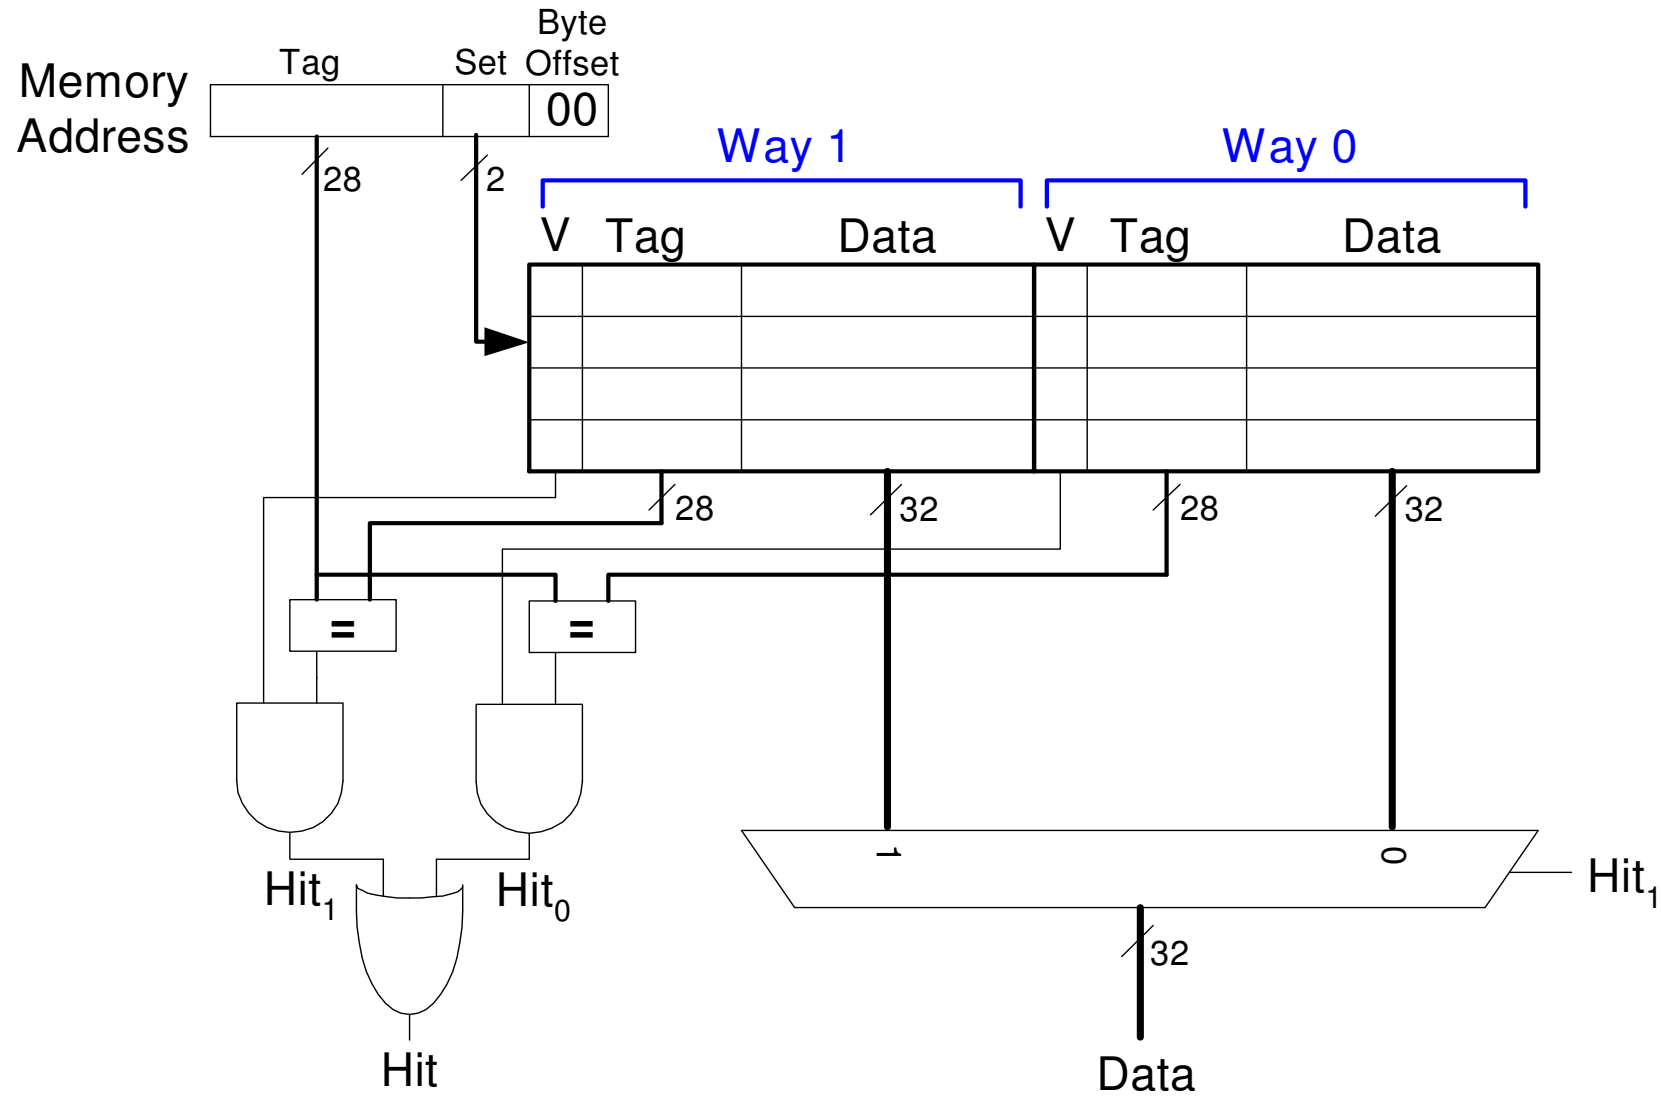 Byte
Tag Set Offset
Memory
Address
00
28 2
Way 1 Way 0
V Tag Data V Tag Data
28 32 28 32
= =
1 0
Hit1 Hit0 Hit1
32
Hit Data